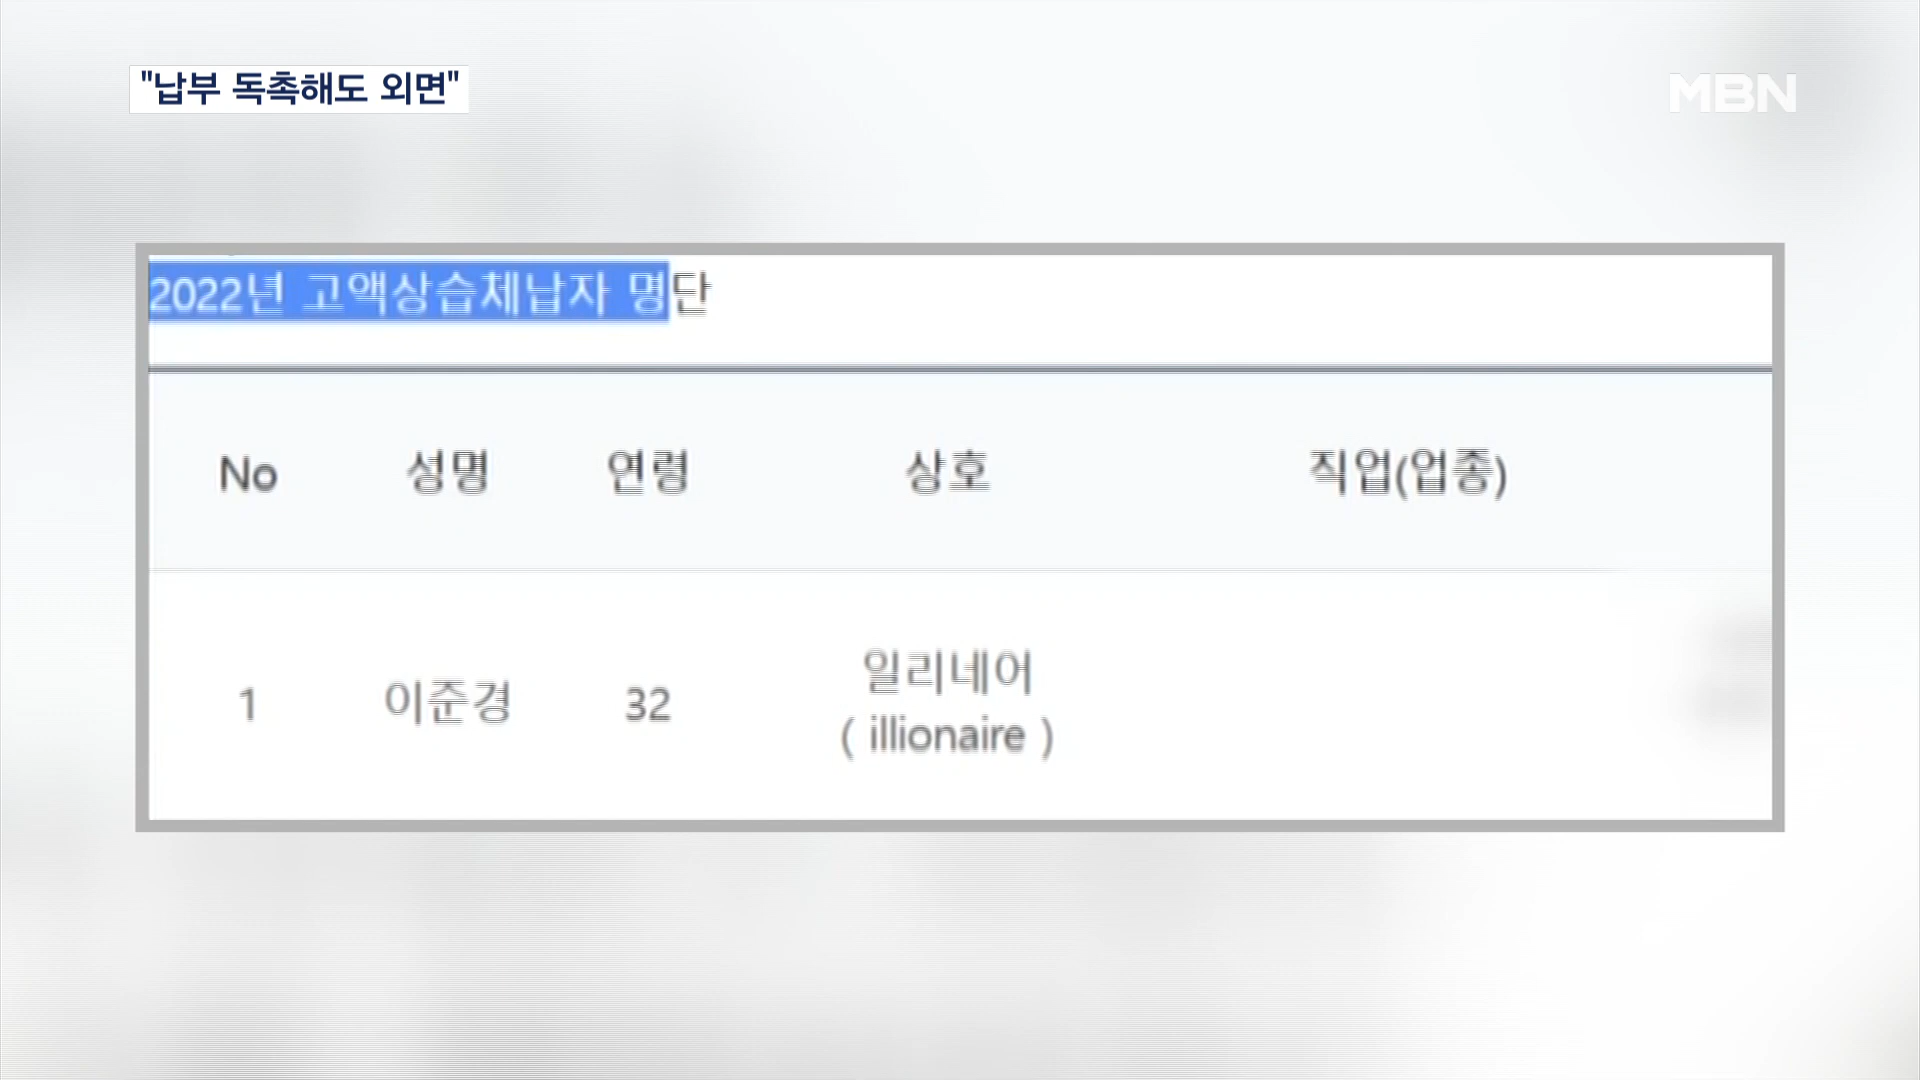 "납부 독촉해도 외면"
MBN
2022년 고액상습체납자 명단
No 성명 연령 상호 직업(업종)
1 이준경 32 일리네어
( illionaire )